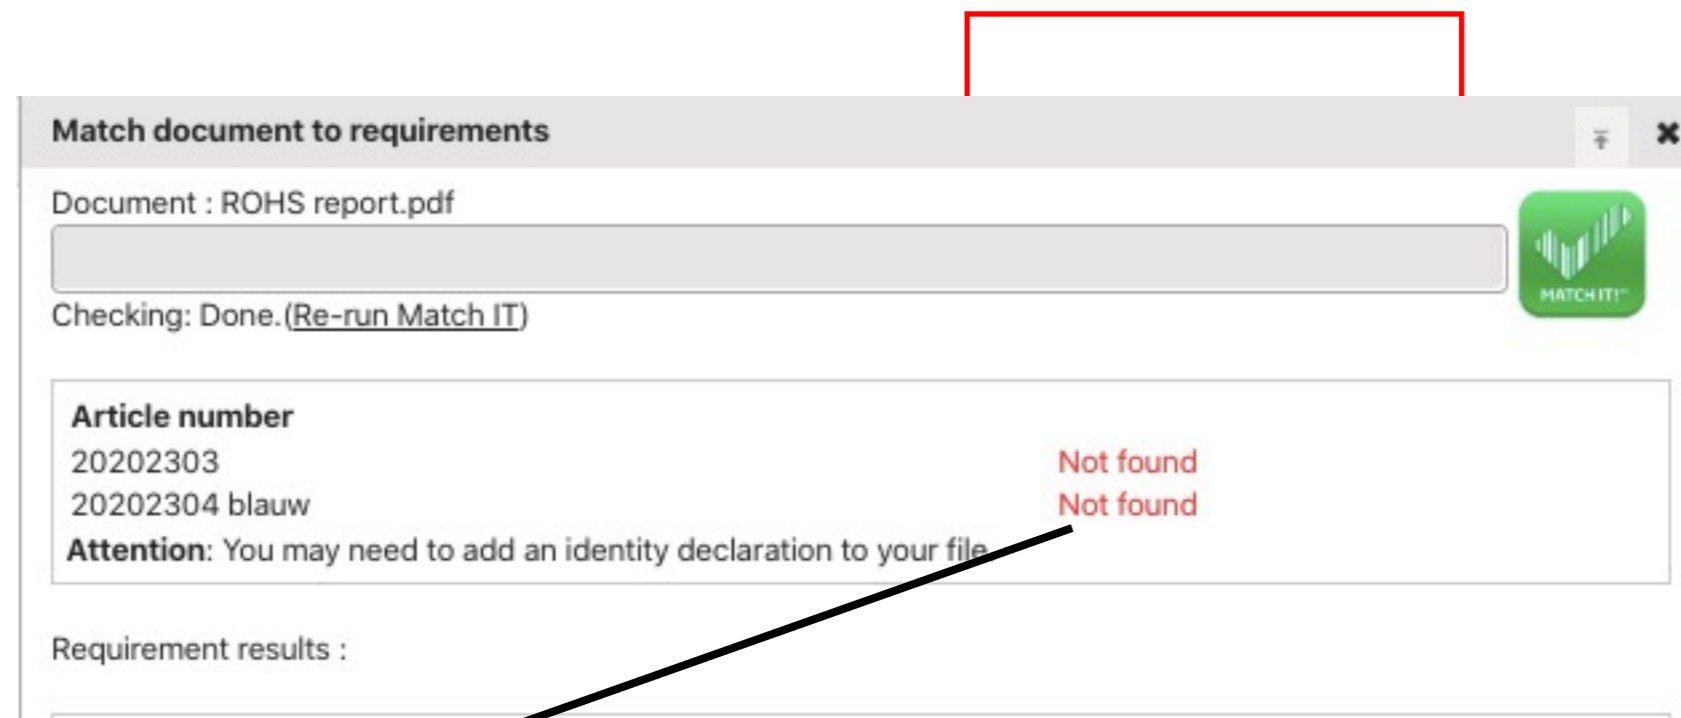 Match document to requirements
Document : ROHS report.pdf
MATCH IT!™
Checking: Done.(Re-run Match IT)
Article number
20202303 Not found
20202304 blauw Not found
Attention: You may need to add an identity declaration to your file
Requirement results :